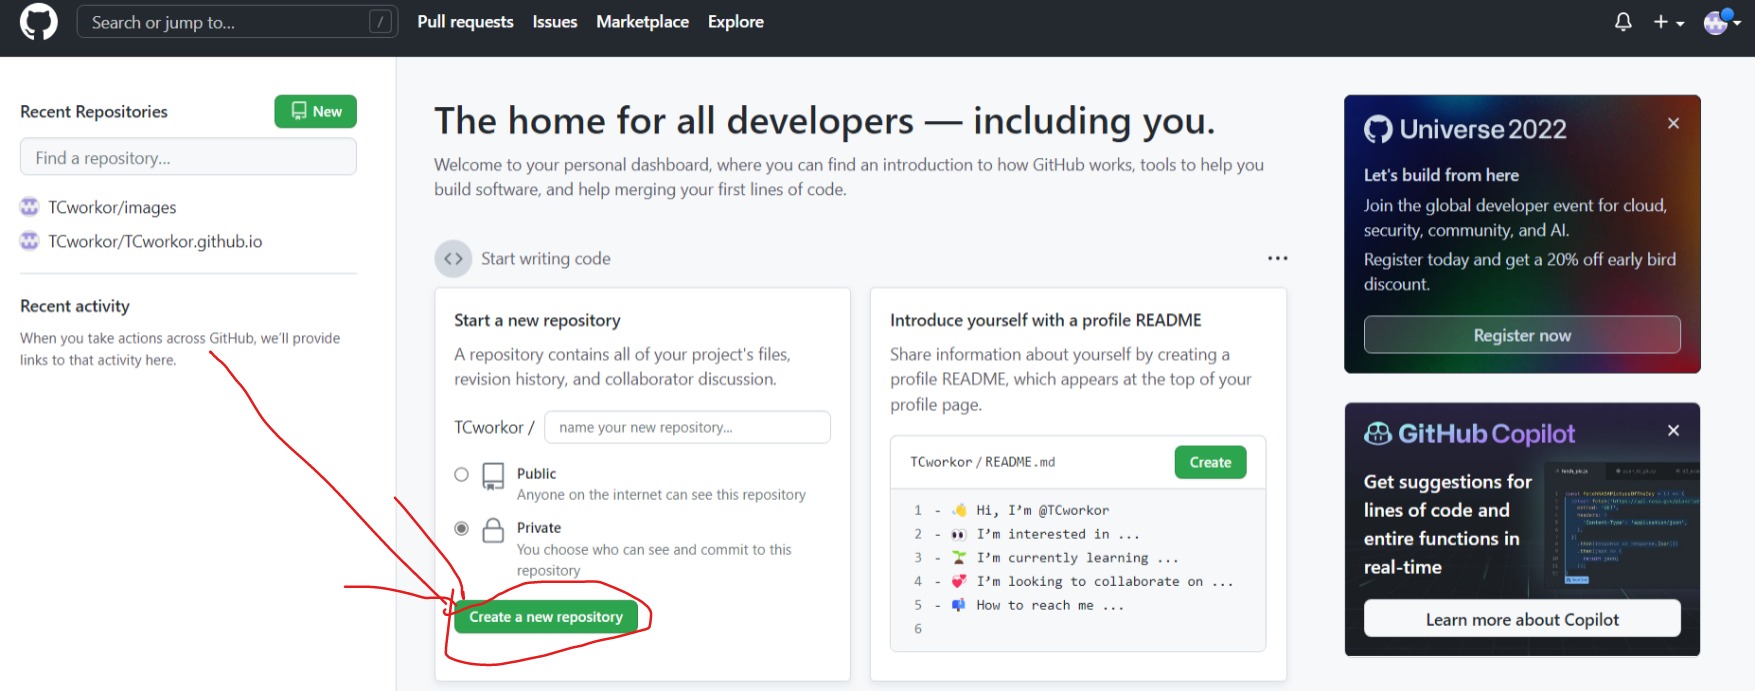 Search or jump to...
/
Pull requests
Issues
Marketplace
Explore
Recent Repositories
New
Find a repository...
TCworkor/images
TCworkor/TCworkor.github.io
Recent activity
When you take actions across GitHub, we'll provide
links to that activity here.
The home for all developers — including you.
Welcome to your personal dashboard, where you can find an introduction to how GitHub works, tools to help you
build software, and help merging your first lines of code.
Start writing code
Start a new repository
A repository contains all of your project's files,
revision history, and collaborator discussion.
TCworkor /
name your new repository...
Public
Anyone on the internet can see this repository
Private
You choose who can see and commit to this
repository
Create a new repository
Introduce yourself with a profile README
Share information about yourself by creating a
profile README, which appears at the top of your
profile page.
TCworkor / README.md
Create
1 - 👋 Hi, I'm @TCworkor
2 - 👀 I'm interested in ...
3 - 🌱 I'm currently learning ...
4 - 💞️ I'm looking to collaborate on ...
5 - 📫 How to reach me ...
6
Universe 2022
Let's build from here
Join the global developer event for cloud,
security, community, and AI.
Register today and get a 20% off early bird
discount.
Register now
GitHub Copilot
Get suggestions for
lines of code and
entire functions in
real-time
Learn more about Copilot